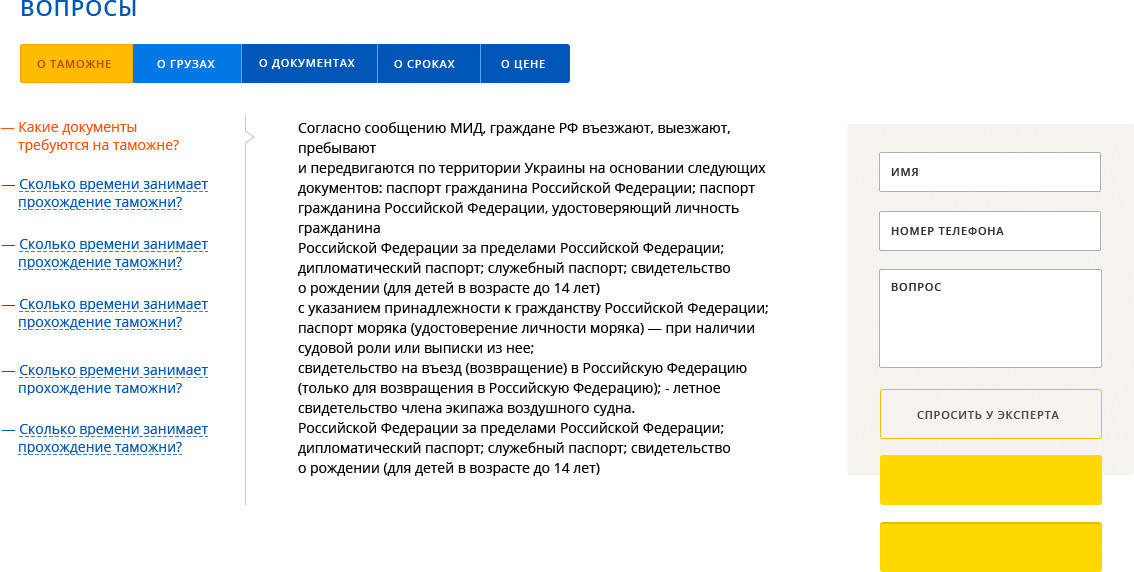 ВОПРОСЫ
О ТАМОЖНЕ
О ГРУЗАХ
О ДОКУМЕНТАХ
О СРОКАХ
О ЦЕНЕ
— Какие документы
требуются на таможне?
— Сколько времени занимает
прохождение таможни?
— Сколько времени занимает
прохождение таможни?
— Сколько времени занимает
прохождение таможни?
— Сколько времени занимает
прохождение таможни?
— Сколько времени занимает
прохождение таможни?
Согласно сообщению МИД, граждане РФ въезжают, выезжают,
пребывают
и передвигаются по территории Украины на основании следующих
документов: паспорт гражданина Российской Федерации; паспорт
гражданина Российской Федерации, удостоверяющий личность
гражданина
Российской Федерации за пределами Российской Федерации;
дипломатический паспорт; служебный паспорт; свидетельство
о рождении (для детей в возрасте до 14 лет)
с указанием принадлежности к гражданству Российской Федерации;
паспорт моряка (удостоверение личности моряка) — при наличии
судовой роли или выписки из нее;
свидетельство на въезд (возвращение) в Российскую Федерацию
(только для возвращения в Российскую Федерацию); - летное
свидетельство члена экипажа воздушного судна.
Российской Федерации за пределами Российской Федерации;
дипломатический паспорт; служебный паспорт; свидетельство
о рождении (для детей в возрасте до 14 лет)
ИМЯ
НОМЕР ТЕЛЕФОНА
ВОПРОС
СПРОСИТЬ У ЭКСПЕРТА